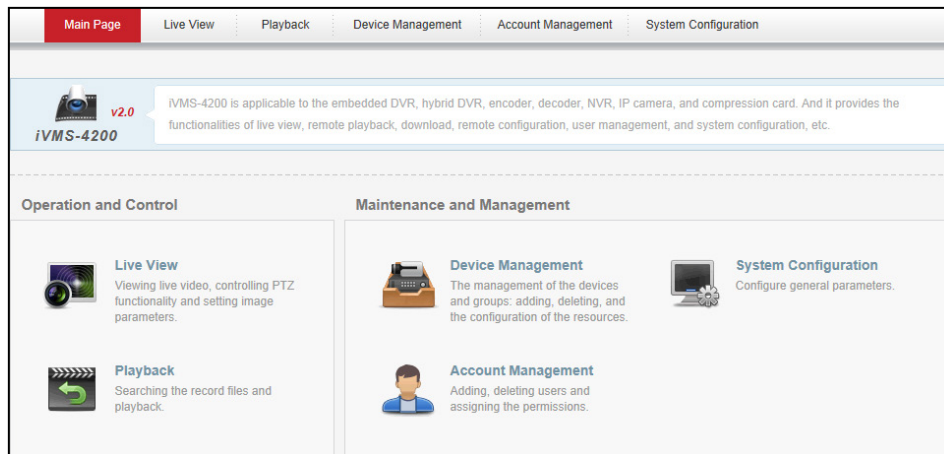 Main Page Live View Playback Device Management Account Management System Configuration
v2.0
iVMS-4200
iVMS-4200 is applicable to the embedded DVR, hybrid DVR, encoder, decoder, NVR, IP camera, and compression card. And it provides the
functionalities of live view, remote playback, download, remote configuration, user management, and system configuration, etc.
Operation and Control
Live View
Viewing live video, controlling PTZ
functionality and setting image
parameters.
Playback
Searching the record files and
playback.
Maintenance and Management
Device Management
The management of the devices
and groups: adding, deleting, and
the configuration of the resources.
System Configuration
Configure general parameters.
Account Management
Adding, deleting users and
assigning the permissions.